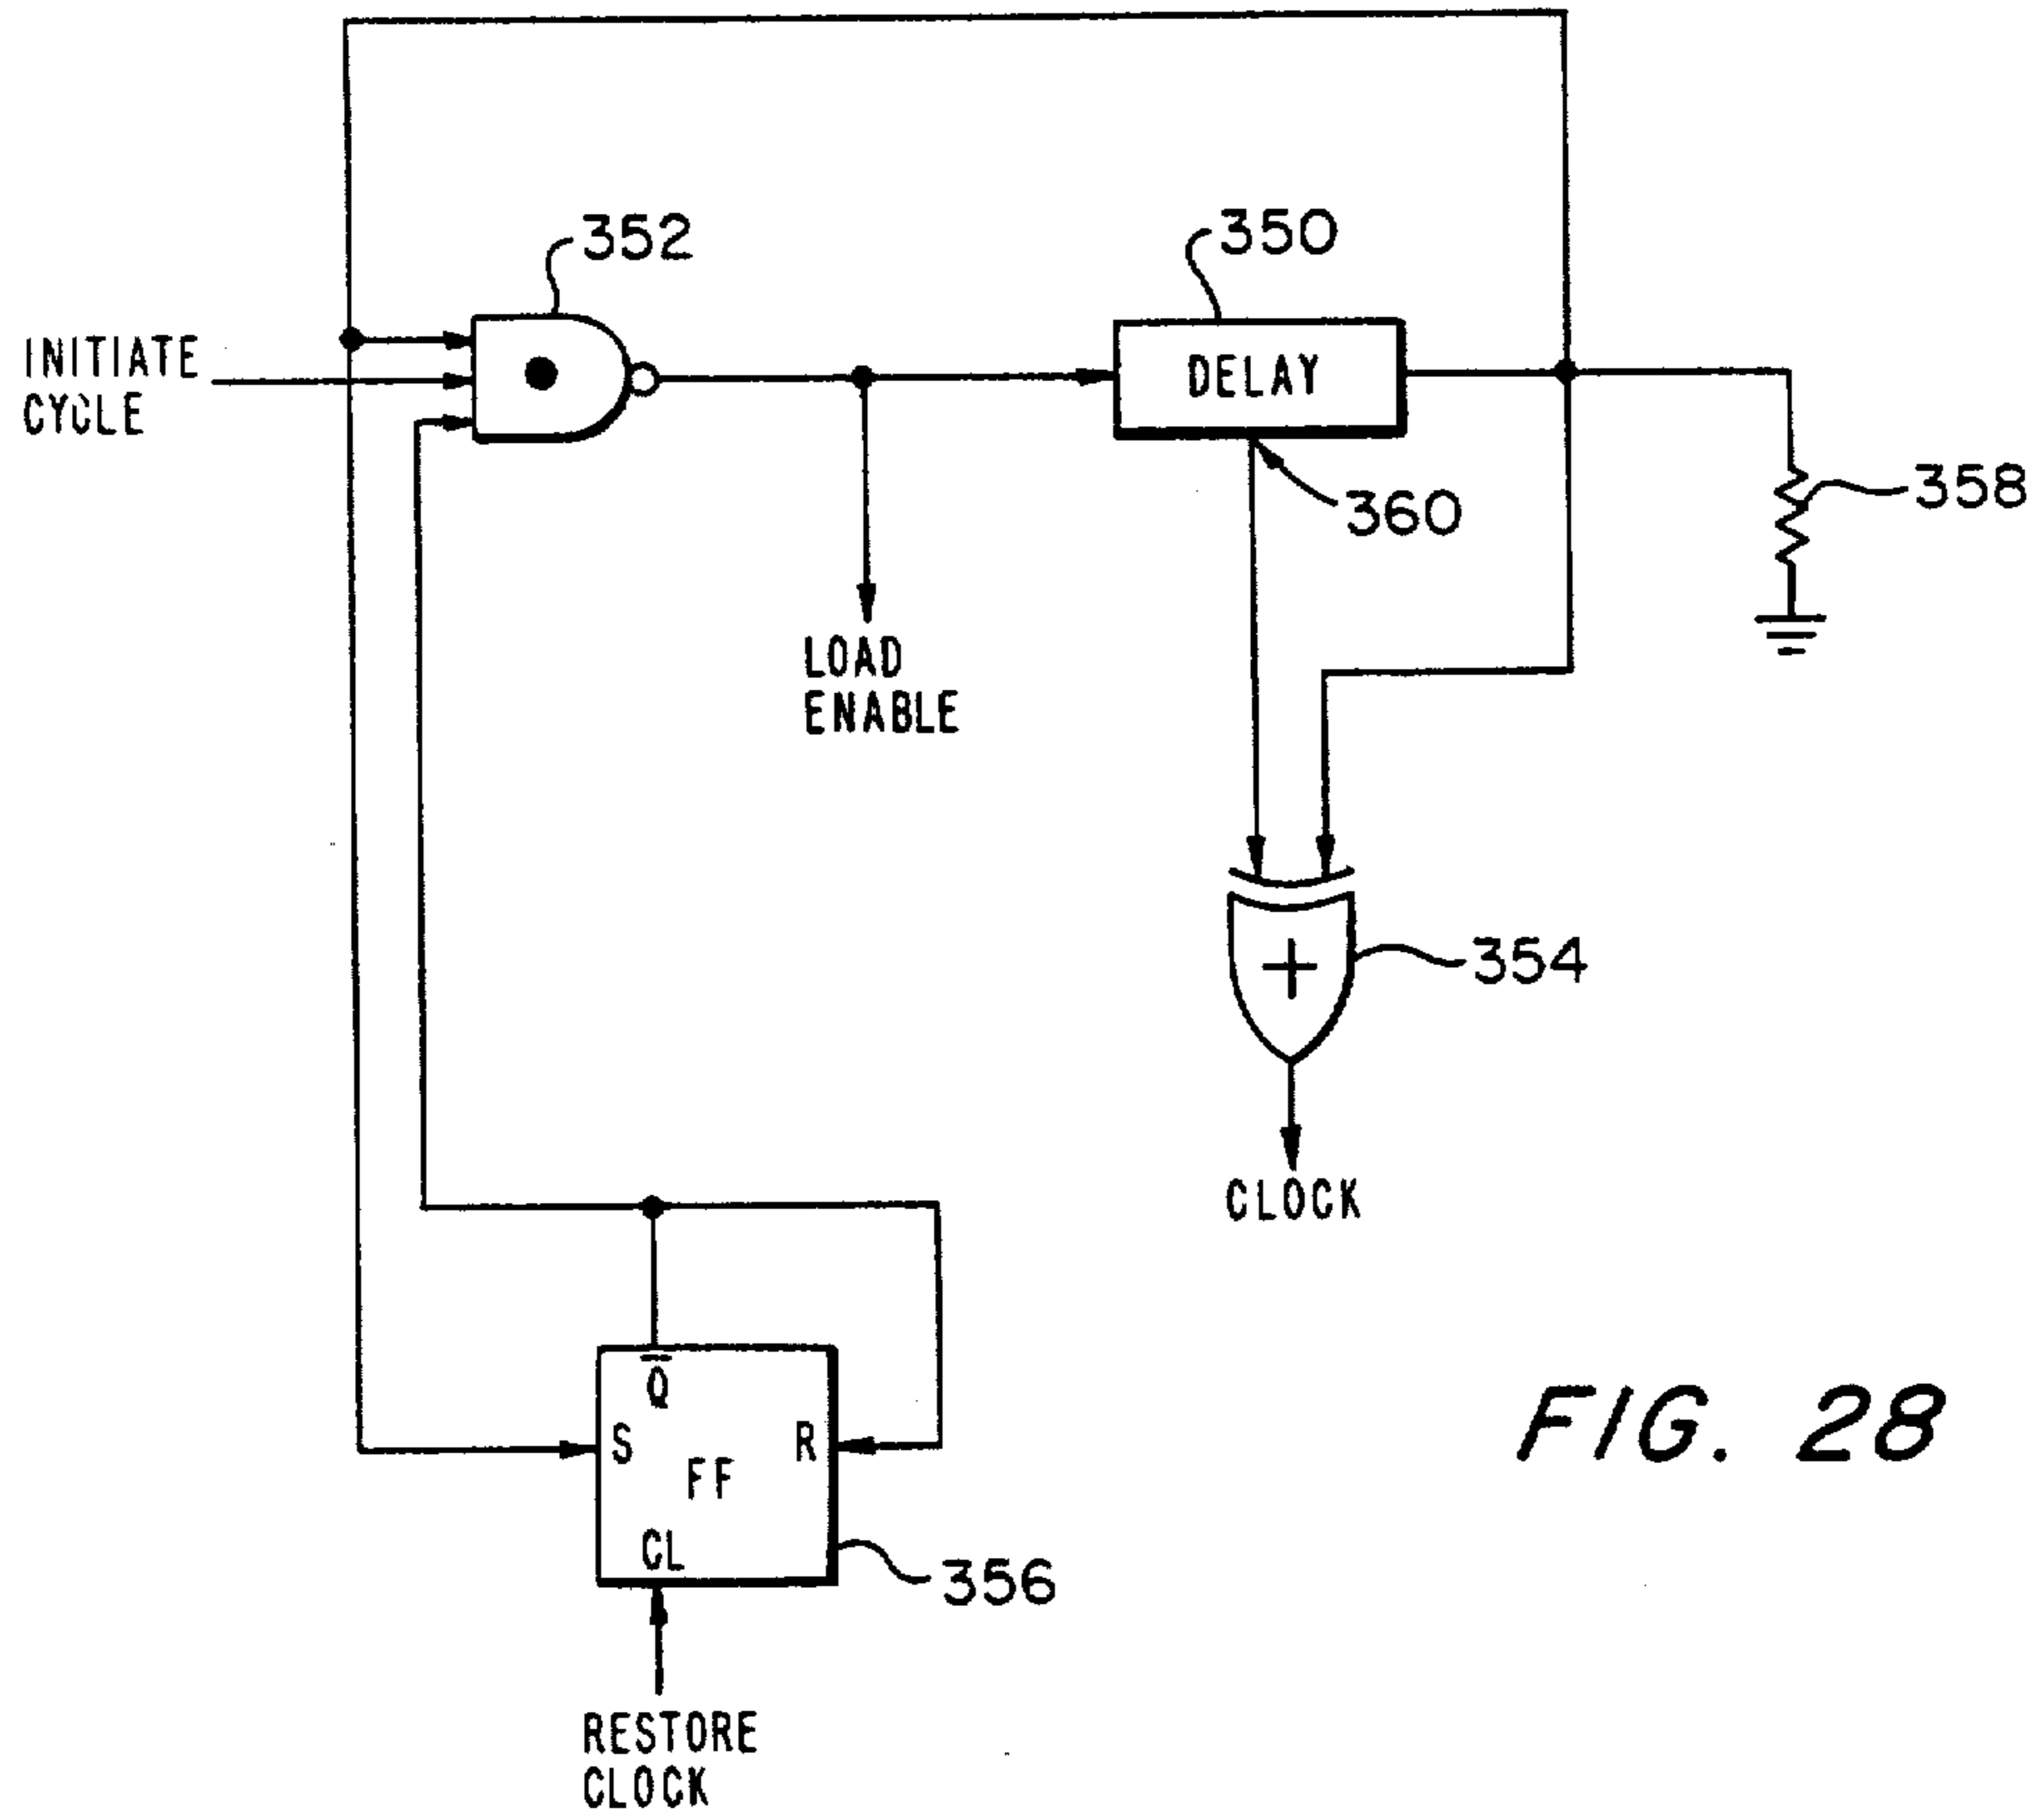 352
350
INITIATE
CYCLE
DELAY
358
360
LOAD
ENABLE
+
354
CLOCK
Q̅
S
R
FF
CL
356
FIG. 28
RESTORE
CLOCK